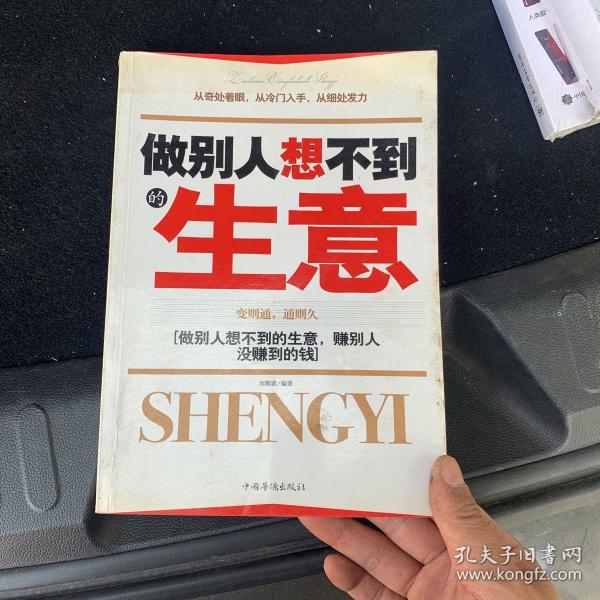 从奇处着眼，从冷门入手，从细处发力
做别人想不到
的
生意
变则通，通则久
[做别人想不到的生意，赚别人
没赚到的钱]
SHENGYI
中国华侨出版社
人类起
孔夫子旧书网
www.kongfz.com